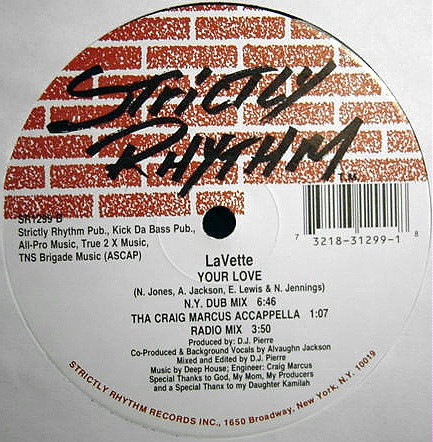 STRICTLY
RHYTHM
T.M.
SR1299 B
Strictly Rhythm Pub., Kick Da Bass Pub.,
All-Pro Music, True 2 X Music,
TNS Brigade Music (ASCAP)
7 3218-31299-1 8
LaVette
YOUR LOVE
(N. Jones, A. Jackson, E. Lewis & N. Jennings)
N.Y. DUB MIX 6:46
THA CRAIG MARCUS ACCAPPELLA 1:07
RADIO MIX 3:50
Produced by: D.J. Pierre
Co-Produced & Background Vocals by Alvaughn Jackson
Mixed and Edited by D.J. Pierre
Music by Deep House; Engineer: Craig Marcus
Special Thanks to God, My Mom, My Producers
and a Special Thanx to my Daughter Kamilah
STRICTLY RHYTHM RECORDS INC., 1650 Broadway, New York, N.Y. 10019